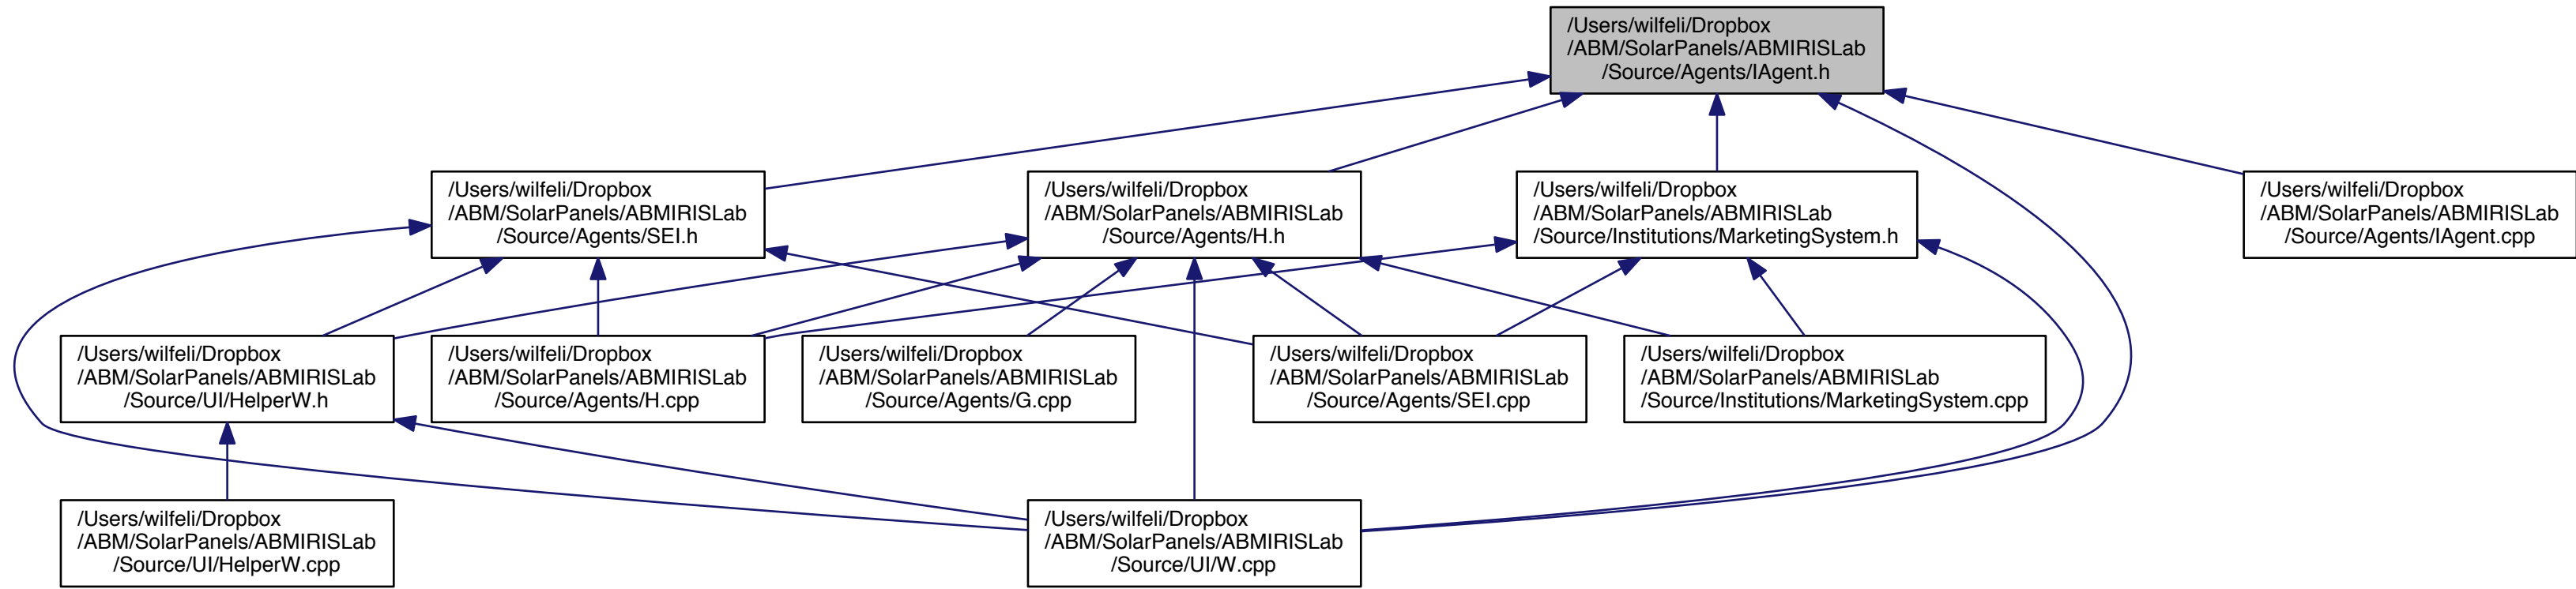 /Users/wilfeli/Dropbox
/ABM/SolarPanels/ABMIRISLab
/Source/Agents/IAgent.h
/Users/wilfeli/Dropbox
/ABM/SolarPanels/ABMIRISLab
/Source/Agents/SEI.h
/Users/wilfeli/Dropbox
/ABM/SolarPanels/ABMIRISLab
/Source/Agents/H.h
/Users/wilfeli/Dropbox
/ABM/SolarPanels/ABMIRISLab
/Source/Institutions/MarketingSystem.h
/Users/wilfeli/Dropbox
/ABM/SolarPanels/ABMIRISLab
/Source/Agents/IAgent.cpp
/Users/wilfeli/Dropbox
/ABM/SolarPanels/ABMIRISLab
/Source/UI/HelperW.h
/Users/wilfeli/Dropbox
/ABM/SolarPanels/ABMIRISLab
/Source/Agents/H.cpp
/Users/wilfeli/Dropbox
/ABM/SolarPanels/ABMIRISLab
/Source/Agents/G.cpp
/Users/wilfeli/Dropbox
/ABM/SolarPanels/ABMIRISLab
/Source/Agents/SEI.cpp
/Users/wilfeli/Dropbox
/ABM/SolarPanels/ABMIRISLab
/Source/Institutions/MarketingSystem.cpp
/Users/wilfeli/Dropbox
/ABM/SolarPanels/ABMIRISLab
/Source/UI/HelperW.cpp
/Users/wilfeli/Dropbox
/ABM/SolarPanels/ABMIRISLab
/Source/UI/W.cpp